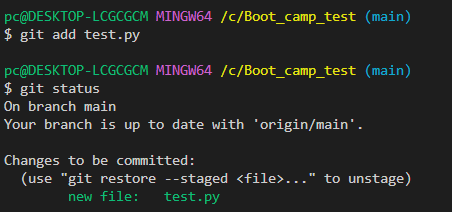 pc@DESKTOP-LCGCGCM MINGW64 /c/Boot_camp_test (main)
$ git add test.py

pc@DESKTOP-LCGCGCM MINGW64 /c/Boot_camp_test (main)
$ git status
On branch main
Your branch is up to date with 'origin/main'.

Changes to be committed:
  (use "git restore --staged <file>..." to unstage)
        new file:   test.py